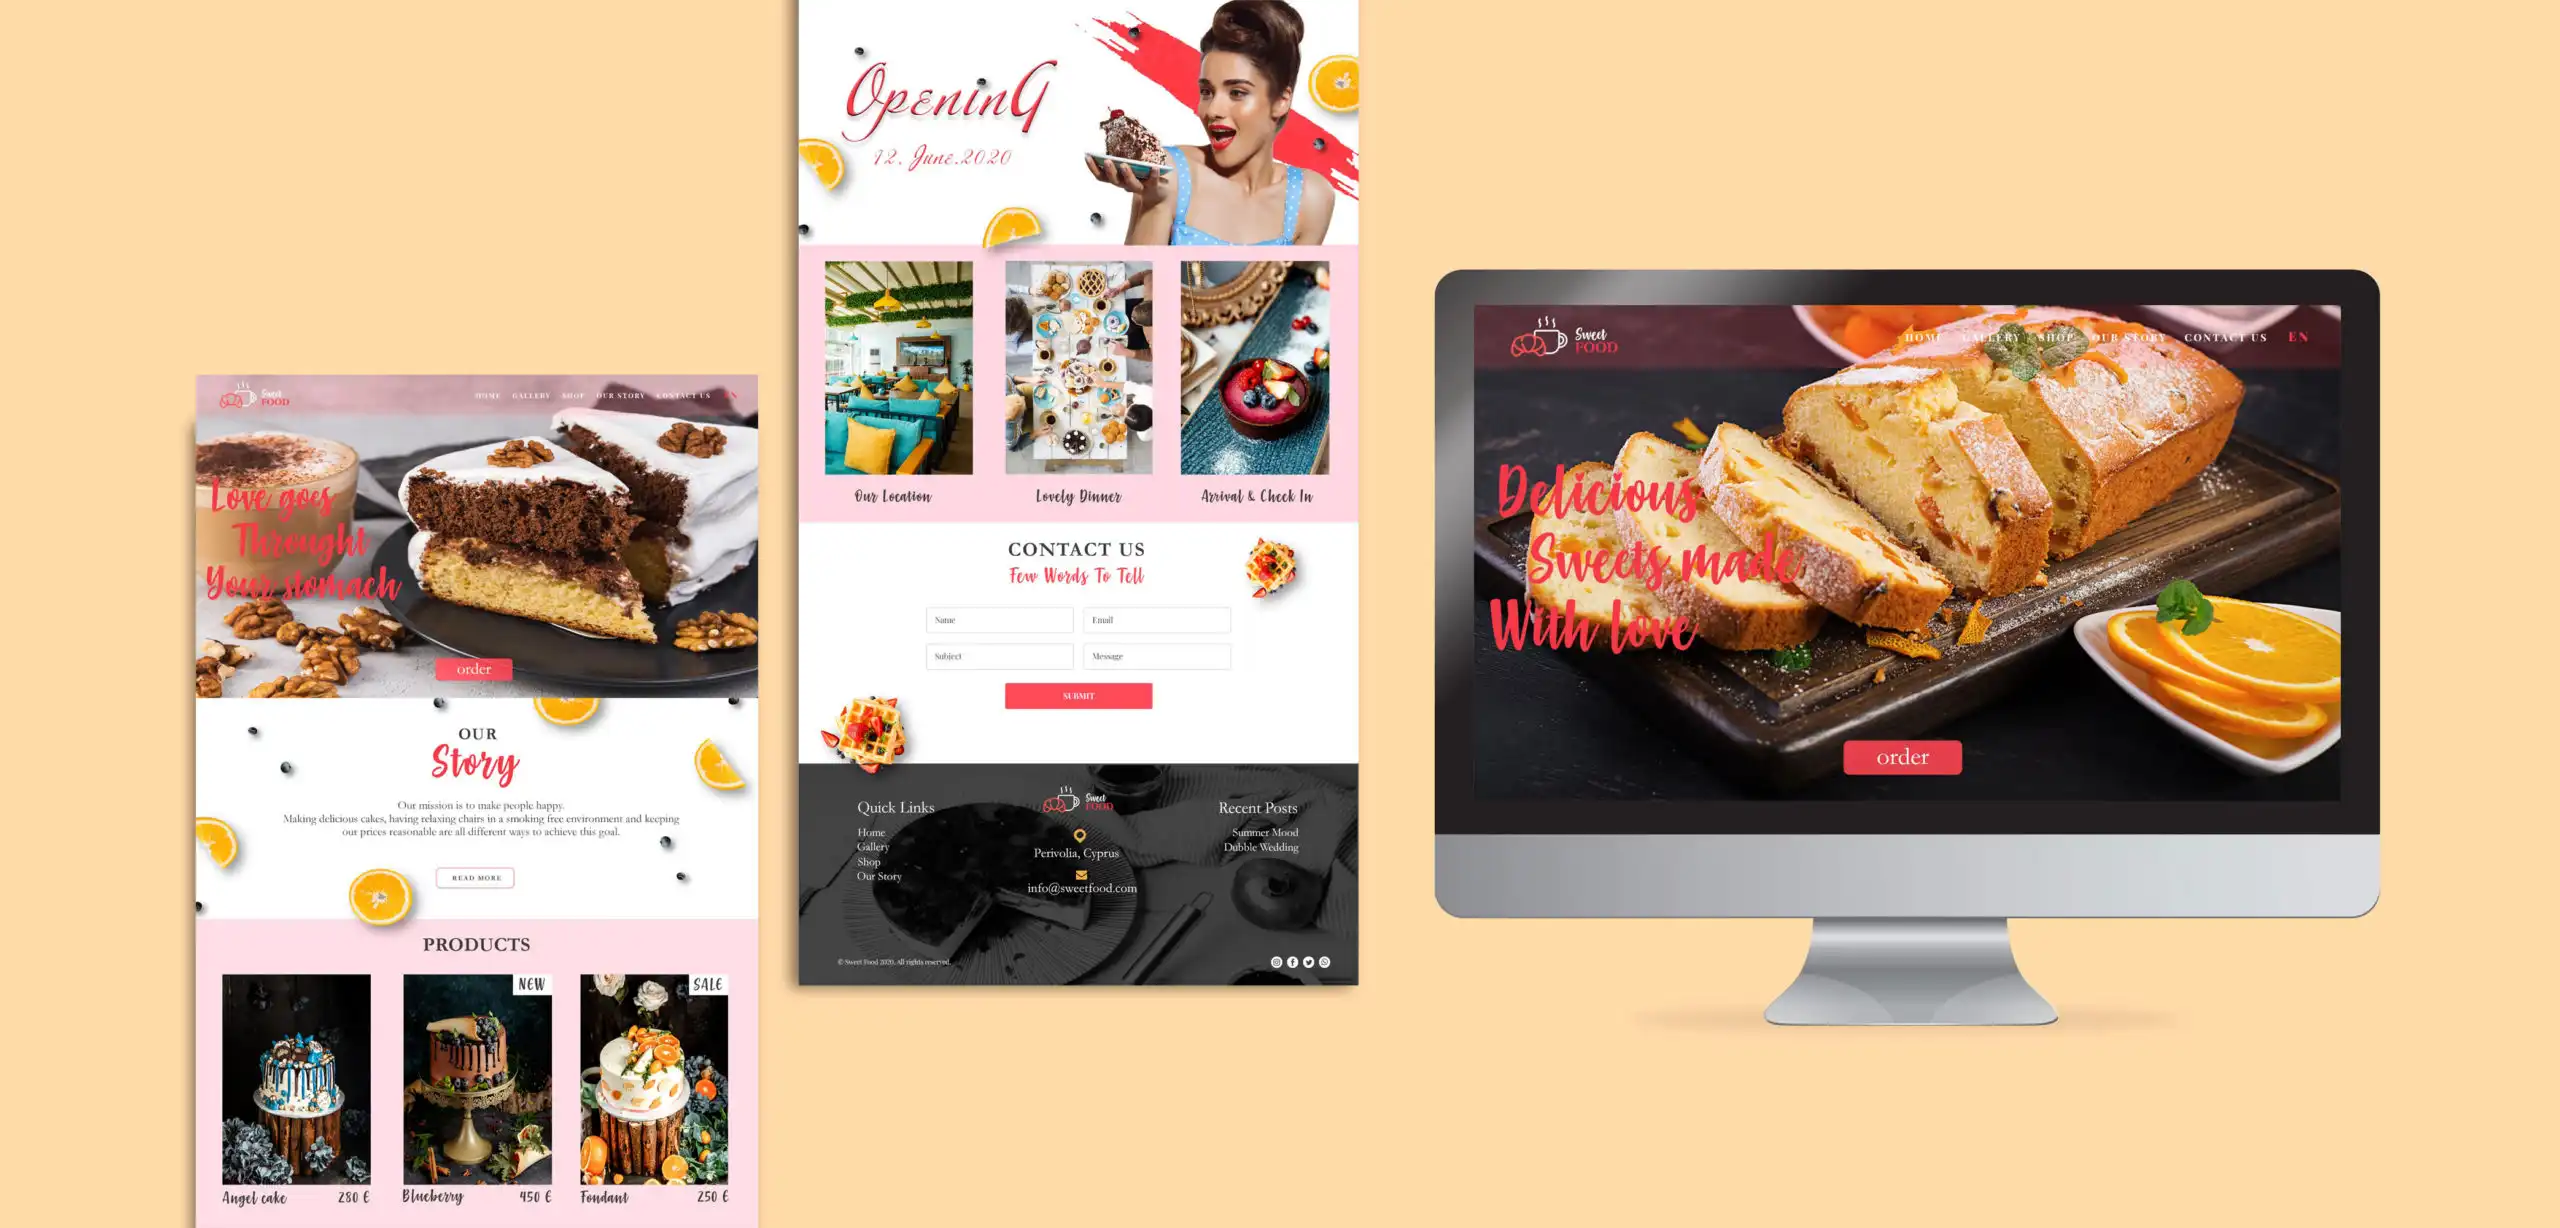 Sweet
FOOD
HOME GALLERY SHOP OUR STORY CONTACT US EN
Love goes
Throught
Your stomach
order
OUR
Story
Our mission is to make people happy.
Making delicious cakes, having relaxing chairs in a smoking free environment and keeping
our prices reasonable are all different ways to achieve this goal.
READ MORE
PRODUCTS
NEW
SALE
Angel cake 280 €
Blueberry 450 €
Fondant 250 €
OpeninG
12. June.2020
Our Location
Lovely Dinner
Arrival & Check In
CONTACT US
Few Words To Tell
Name
Email
Subject
Message
SUBMIT
Quick Links
Home
Gallery
Shop
Our Story
Sweet
FOOD
Perivolia, Cyprus
info@sweetfood.com
Recent Posts
Summer Mood
Dubble Wedding
© Sweet Food 2020. All rights reserved.
Sweet
FOOD
HOME GALLERY SHOP OUR STORY CONTACT US EN
Delicious
Sweets made
With love
order